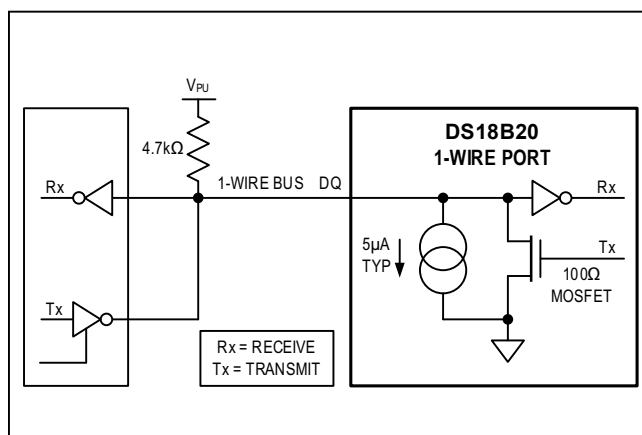 VPU
4.7kΩ
Rx
1-WIRE BUS DQ
Tx
Rx = RECEIVE
Tx = TRANSMIT
DS18B20
1-WIRE PORT
Rx
5µA
TYP
Tx
100Ω
MOSFET